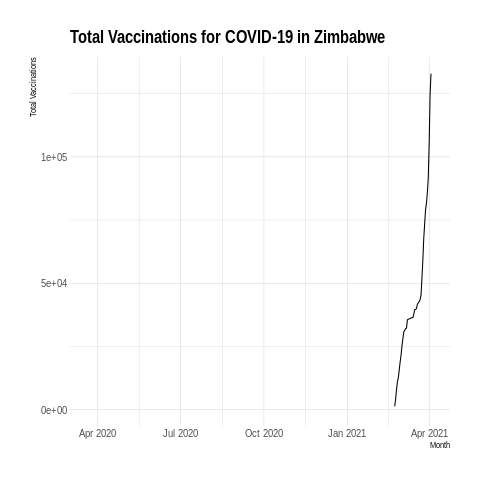 Total Vaccinations for COVID-19 in Zimbabwe
Total Vaccinations
1e+05
5e+04
0e+00
Apr 2020 Jul 2020 Oct 2020 Jan 2021 Apr 2021
Month